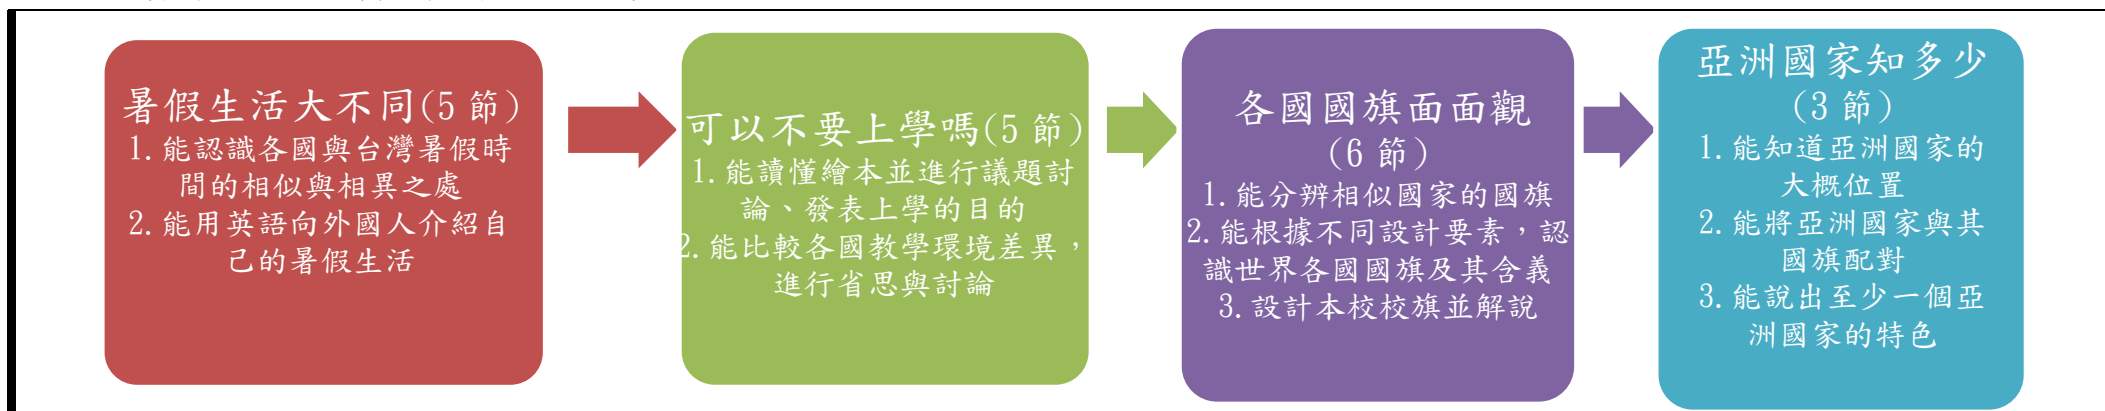 暑假生活大不同(5 節)
1.能認識各國與台灣暑假時
間的相似與相異之處
2.能用英語向外國人介紹自
己的暑假生活
可以不要上學嗎(5 節)
1.能讀懂繪本並進行議題討
論、發表上學的目的
2.能比較各國教學環境差異，
進行省思與討論
各國國旗面面觀
(6 節)
1.能分辨相似國家的國旗
2.能根據不同設計要素，認
識世界各國國旗及其含義
3.設計本校校旗並解說
亞洲國家知多少
(3 節)
1.能知道亞洲國家的
大概位置
2.能將亞洲國家與其
國旗配對
3.能說出至少一個亞
洲國家的特色